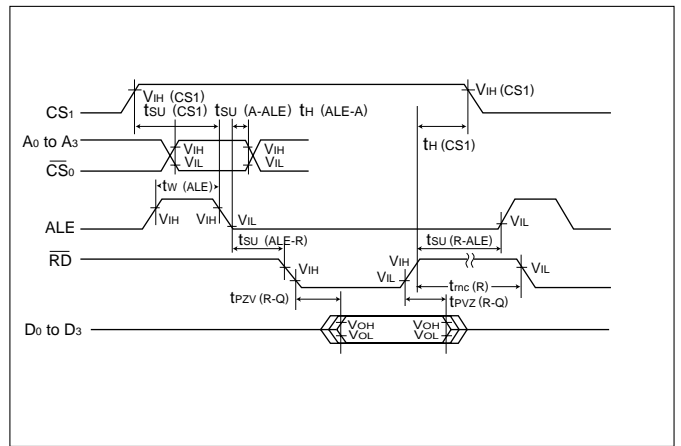 CS1
VIH (CS1)
VIH (CS1)
tSU (CS1) tSU (A-ALE) tH (ALE-A)
tH (CS1)
A0 to A3
CS0
VIH
VIL
VIH
VIL
tW (ALE)
ALE
VIH
VIH
VIL
VIL
tSU (ALE-R)
tSU (R-ALE)
RD
VIH
VIH
VIL
VIL
trnc (R)
tPZV (R-Q)
tPVZ (R-Q)
D0 to D3
VOH
VOL
VOH
VOL